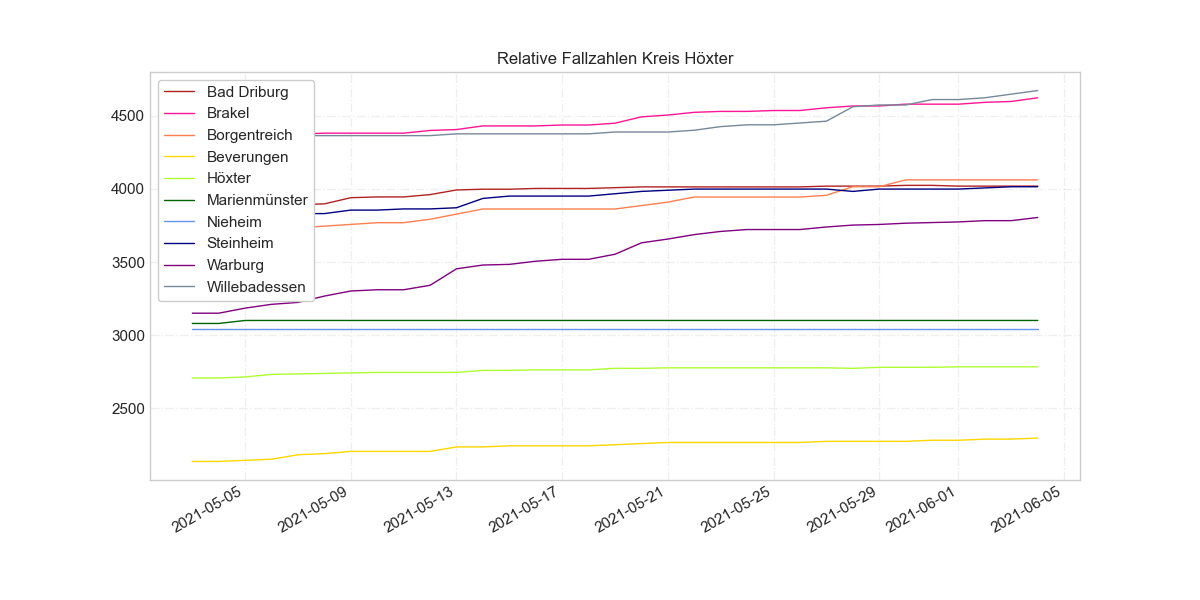 Relative Fallzahlen Kreis Höxter
Bad Driburg
Brakel
Borgentreich
Beverungen
Höxter
Marienmünster
Nieheim
Steinheim
Warburg
Willebadessen
4500
4000
3500
3000
2500
2021-05-05
2021-05-09
2021-05-13
2021-05-17
2021-05-21
2021-05-25
2021-05-29
2021-06-01
2021-06-05